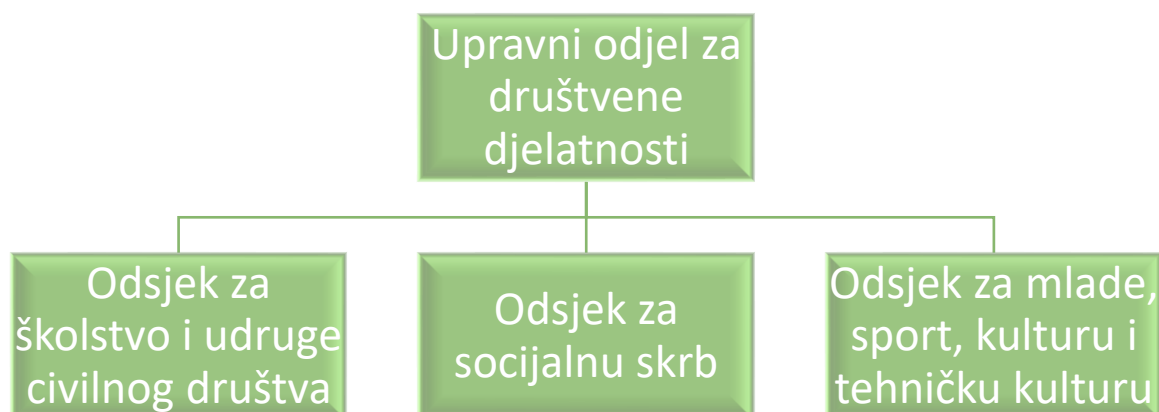 Upravni odjel za
društvene
djelatnosti
Odsjek za
školstvo i udruge
civilnog društva
Odsjek za
socijalnu skrb
Odsjek za mlade,
sport, kulturu i
tehničku kulturu